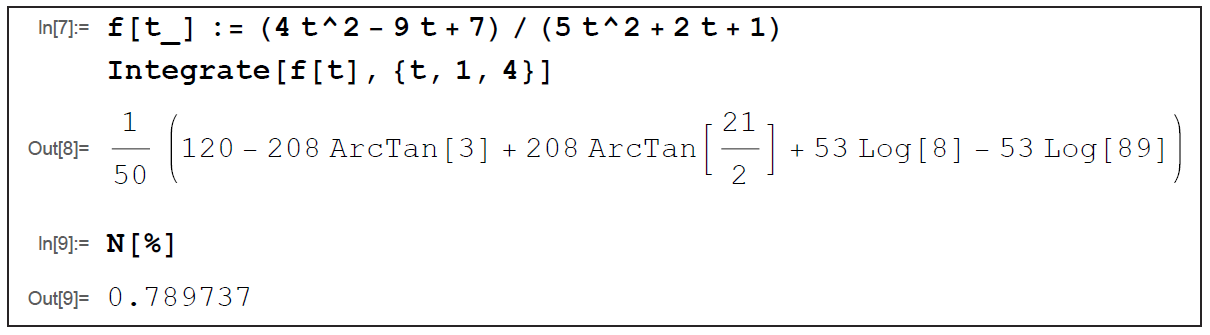 In[7]:= f[t_] := (4 t^2 - 9 t + 7) / (5 t^2 + 2 t + 1)
Integrate[f[t], {t, 1, 4}]
Out[8]= 1/50 (120 - 208 ArcTan[3] + 208 ArcTan[21/2] + 53 Log[8] - 53 Log[89])
In[9]:= N[%]
Out[9]= 0.789737